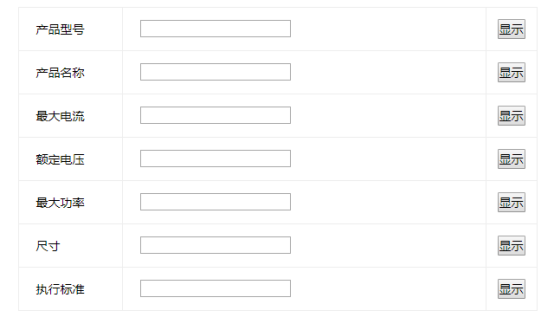 产品型号 显示
产品名称 显示
最大电流 显示
额定电压 显示
最大功率 显示
尺寸 显示
执行标准 显示